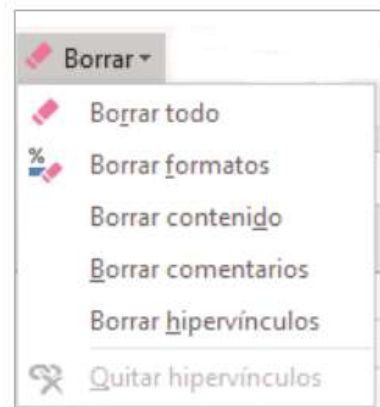 Borrar
Borrar todo
%
Borrar formatos
Borrar contenido
Borrar comentarios
Borrar hipervínculos
Quitar hipervínculos